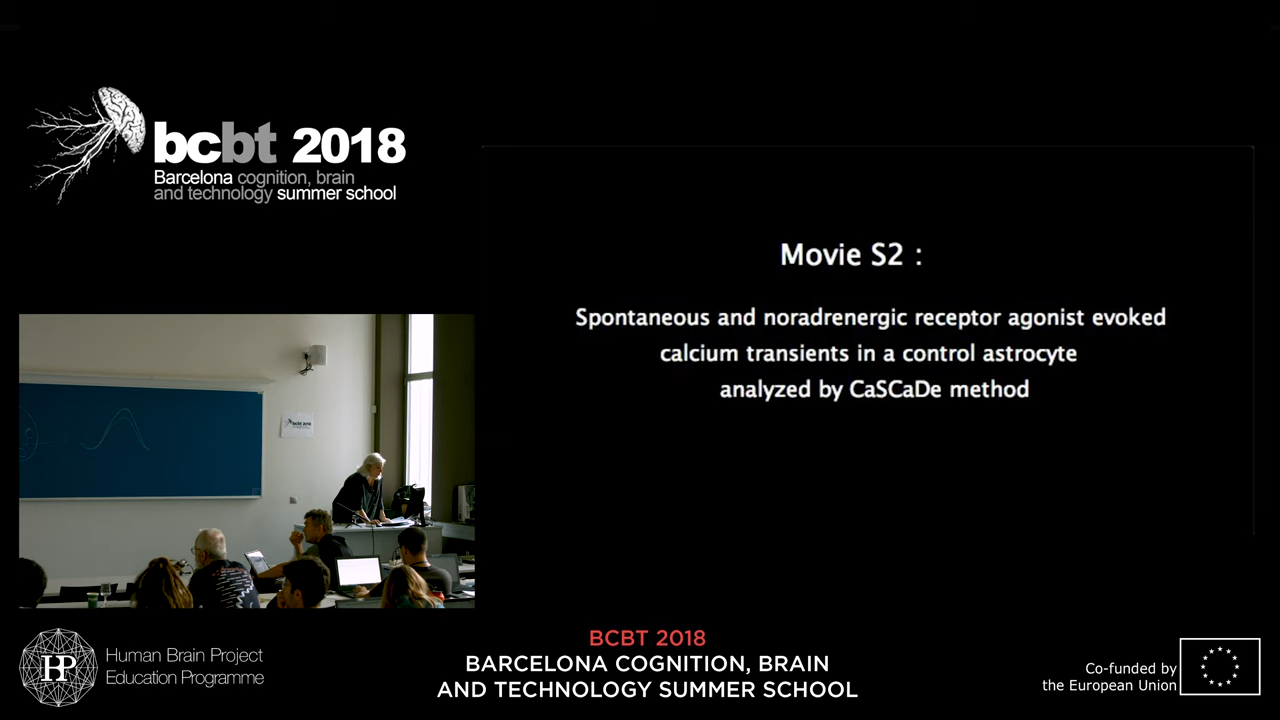 bcbt 2018
Barcelona cognition, brain
and technology summer school
Movie S2 :
Spontaneous and noradrenergic receptor agonist evoked
calcium transients in a control astrocyte
analyzed by CaSCaDe method
HP
Human Brain Project
Education Programme
BCBT 2018
BARCELONA COGNITION, BRAIN
AND TECHNOLOGY SUMMER SCHOOL
Co-funded by
the European Union